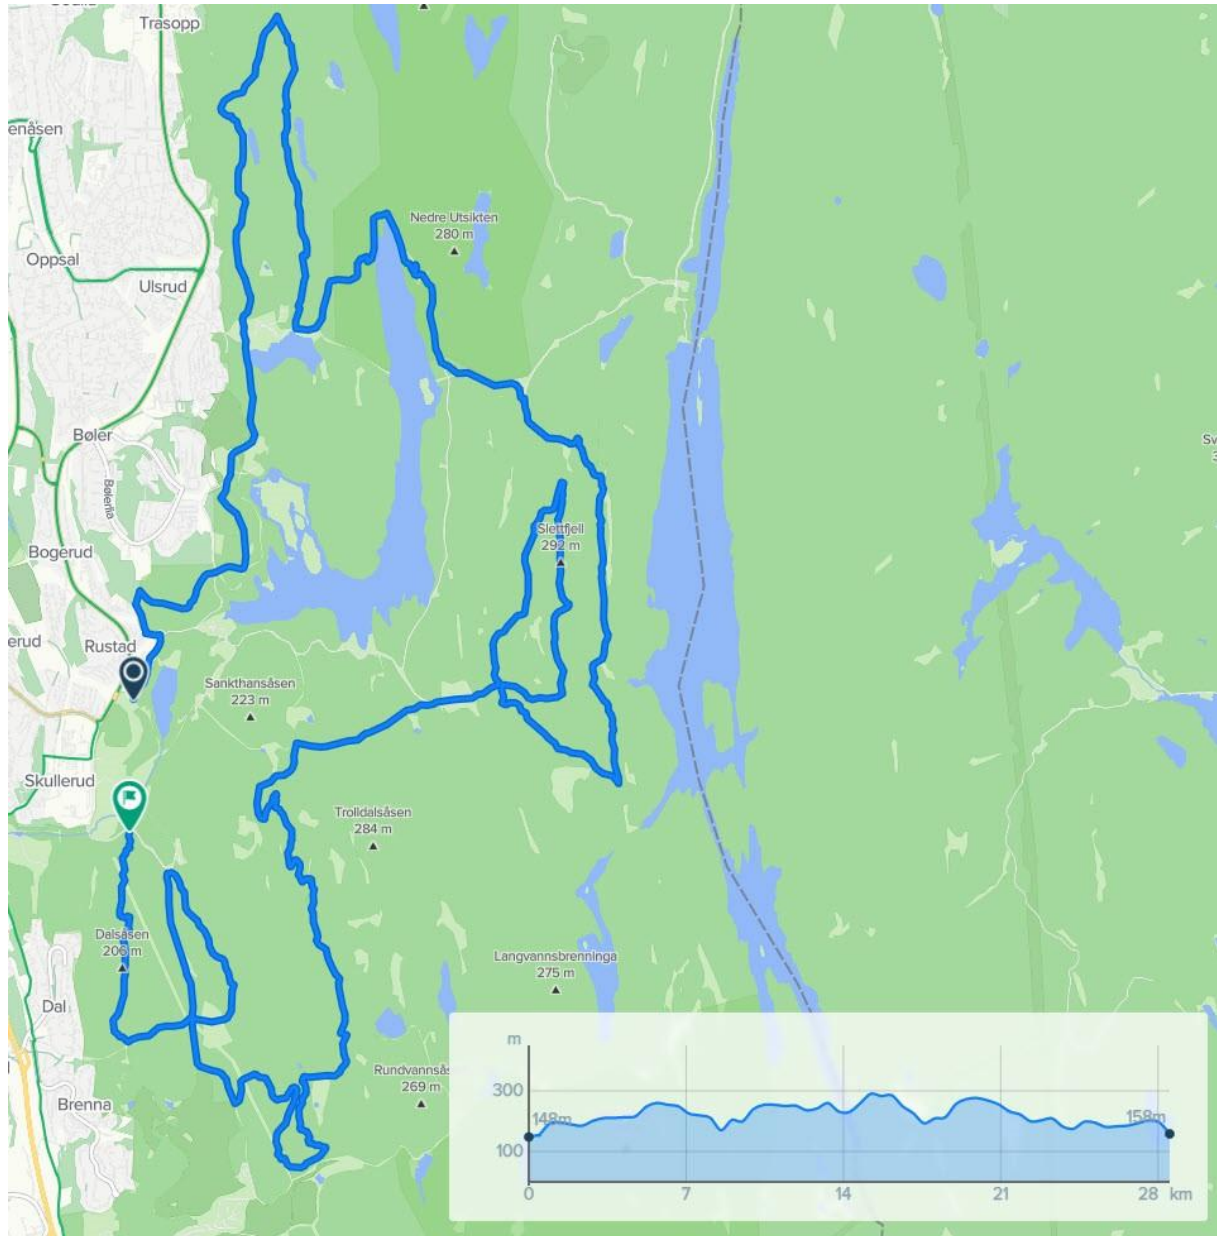 Trasopp
enåsen
Nedre Utsikten
280 m
Oppsal
Ulsrud
Bøler
Sv
Bølerlia
Slettfjell
292 m
Bogerud
erud
Rustad
Sankthansåsen
223 m
Skullerud
Trolldalsåsen
284 m
Dalsåsen
206 m
Langvannsbrenninga
275 m
Dal
Rundvannsås
269 m
Brenna
m
300
148m
158m
100
0
7
14
21
28
km